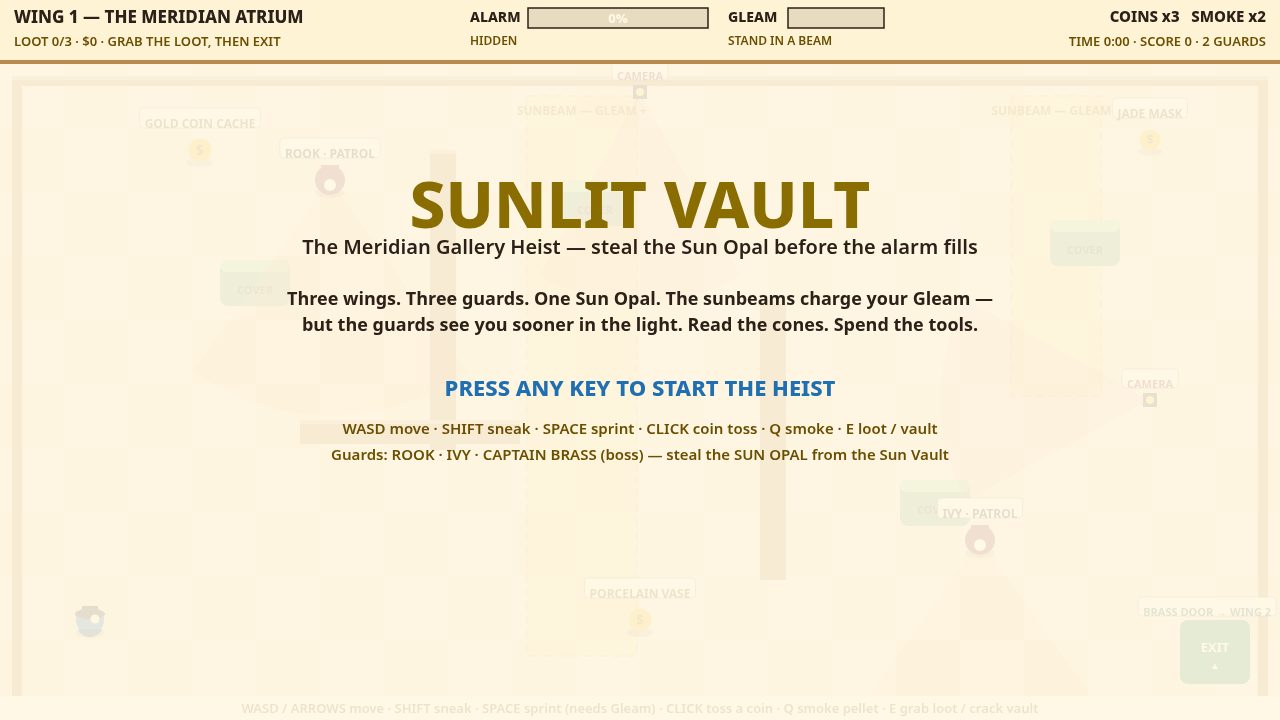 WING 1 — THE MERIDIAN ATRIUM
LOOT 0/3 · $0 · GRAB THE LOOT, THEN EXIT
ALARM 0%
HIDDEN
GLEAM
STAND IN A BEAM
COINS x3 SMOKE x2
TIME 0:00 · SCORE 0 · 2 GUARDS
CAMERA
GOLD COIN CACHE
SUNBEAM — GLEAM +
SUNBEAM — GLEAM
JADE MASK
$
$
ROOK · PATROL
SUNLIT VAULT
The Meridian Gallery Heist — steal the Sun Opal before the alarm fills
COVER
COVER
Three wings. Three guards. One Sun Opal. The sunbeams charge your Gleam —
but the guards see you sooner in the light. Read the cones. Spend the tools.
CAMERA
PRESS ANY KEY TO START THE HEIST
WASD move · SHIFT sneak · SPACE sprint · CLICK coin toss · Q smoke · E loot / vault
Guards: ROOK · IVY · CAPTAIN BRASS (boss) — steal the SUN OPAL from the Sun Vault
IVY · PATROL
PORCELAIN VASE
$
BRASS DOOR → WING 2
EXIT
▲
WASD / ARROWS move · SHIFT sneak · SPACE sprint (needs Gleam) · CLICK toss a coin · Q smoke pellet · E grab loot / crack vault